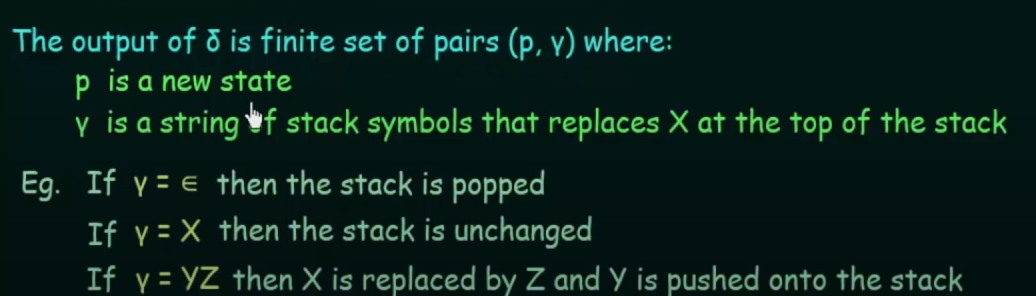 The output of δ is finite set of pairs (p, γ) where:
p is a new state
γ is a string of stack symbols that replaces X at the top of the stack
Eg. If γ = ∈ then the stack is popped
If γ = X then the stack is unchanged
If γ = YZ then X is replaced by Z and Y is pushed onto the stack